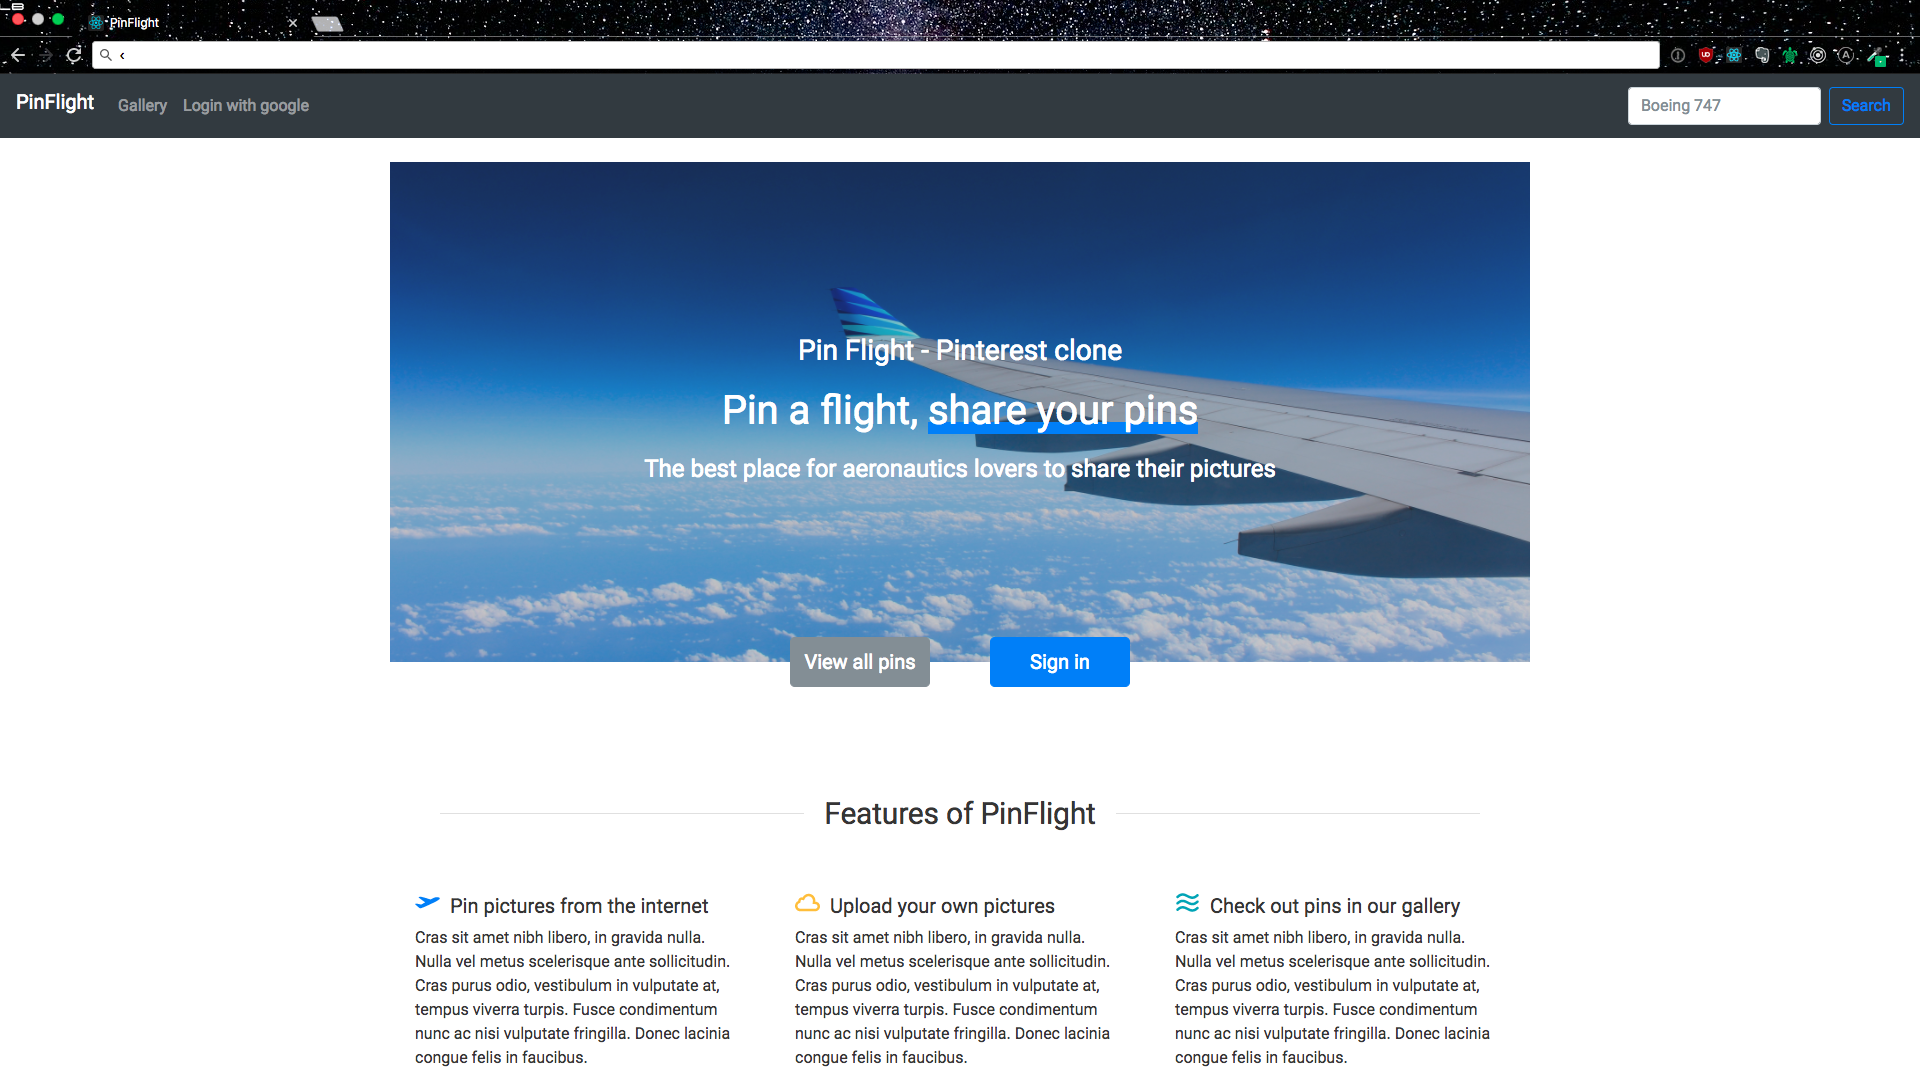 PinFlight
‹
PinFlight
Gallery
Login with google
Boeing 747
Search
Pin Flight - Pinterest clone
Pin a flight, share your pins
The best place for aeronautics lovers to share their pictures
View all pins
Sign in
Features of PinFlight
Pin pictures from the internet
Cras sit amet nibh libero, in gravida nulla.
Nulla vel metus scelerisque ante sollicitudin.
Cras purus odio, vestibulum in vulputate at,
tempus viverra turpis. Fusce condimentum
nunc ac nisi vulputate fringilla. Donec lacinia
congue felis in faucibus.
Upload your own pictures
Cras sit amet nibh libero, in gravida nulla.
Nulla vel metus scelerisque ante sollicitudin.
Cras purus odio, vestibulum in vulputate at,
tempus viverra turpis. Fusce condimentum
nunc ac nisi vulputate fringilla. Donec lacinia
congue felis in faucibus.
Check out pins in our gallery
Cras sit amet nibh libero, in gravida nulla.
Nulla vel metus scelerisque ante sollicitudin.
Cras purus odio, vestibulum in vulputate at,
tempus viverra turpis. Fusce condimentum
nunc ac nisi vulputate fringilla. Donec lacinia
congue felis in faucibus.